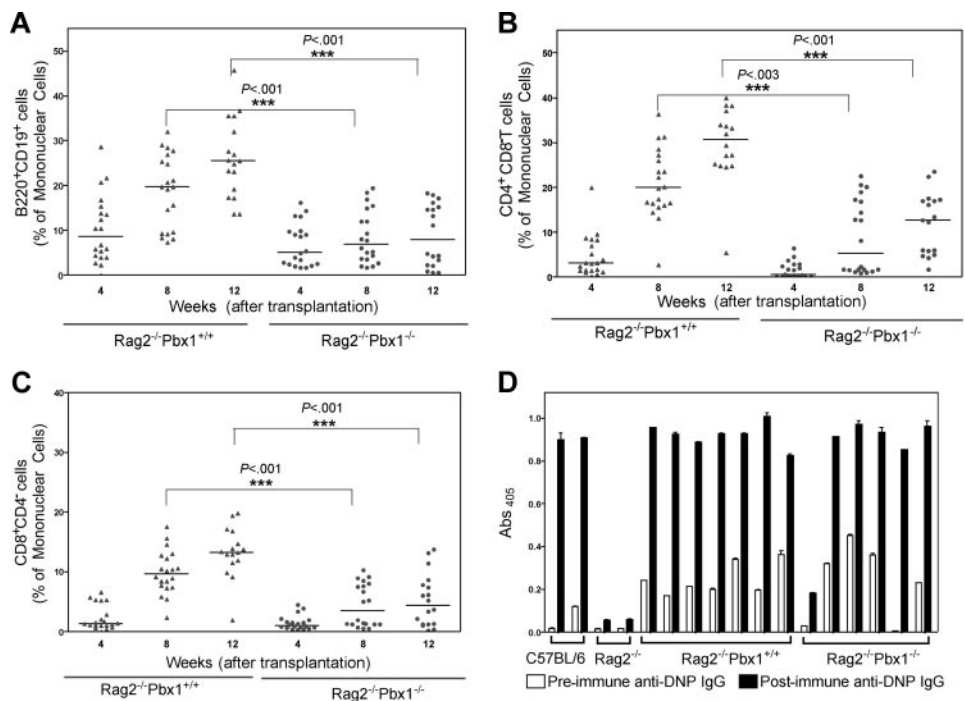 A
P<.001
***
P<.001
***
B220+CD19+ cells
(% of Mononuclear Cells)
50
40
30
20
10
0
4 8 12 4 8 12
Weeks (after transplantation)
Rag2-/-Pbx1+/+ Rag2-/-Pbx1-/-
B
P<.001
***
P<.003
***
CD4+ CD8-T cells
(% of Mononuclear Cells)
50
40
30
20
10
0
4 8 12 4 8 12
Weeks (after transplantation)
Rag2-/-Pbx1+/+ Rag2-/-Pbx1-/-
C
P<.001
***
P<.001
***
CD8+CD4- cells
(% of Mononuclear Cells)
40
30
20
10
0
4 8 12 4 8 12
Weeks (after transplantation)
Rag2-/-Pbx1+/+ Rag2-/-Pbx1-/-
D
Abs 405
1.0
0.8
0.6
0.4
0.2
0.0
C57BL/6 Rag2-/- Rag2-/-Pbx1+/+ Rag2-/-Pbx1-/-
Pre-immune anti-DNP IgG Post-immune anti-DNP IgG